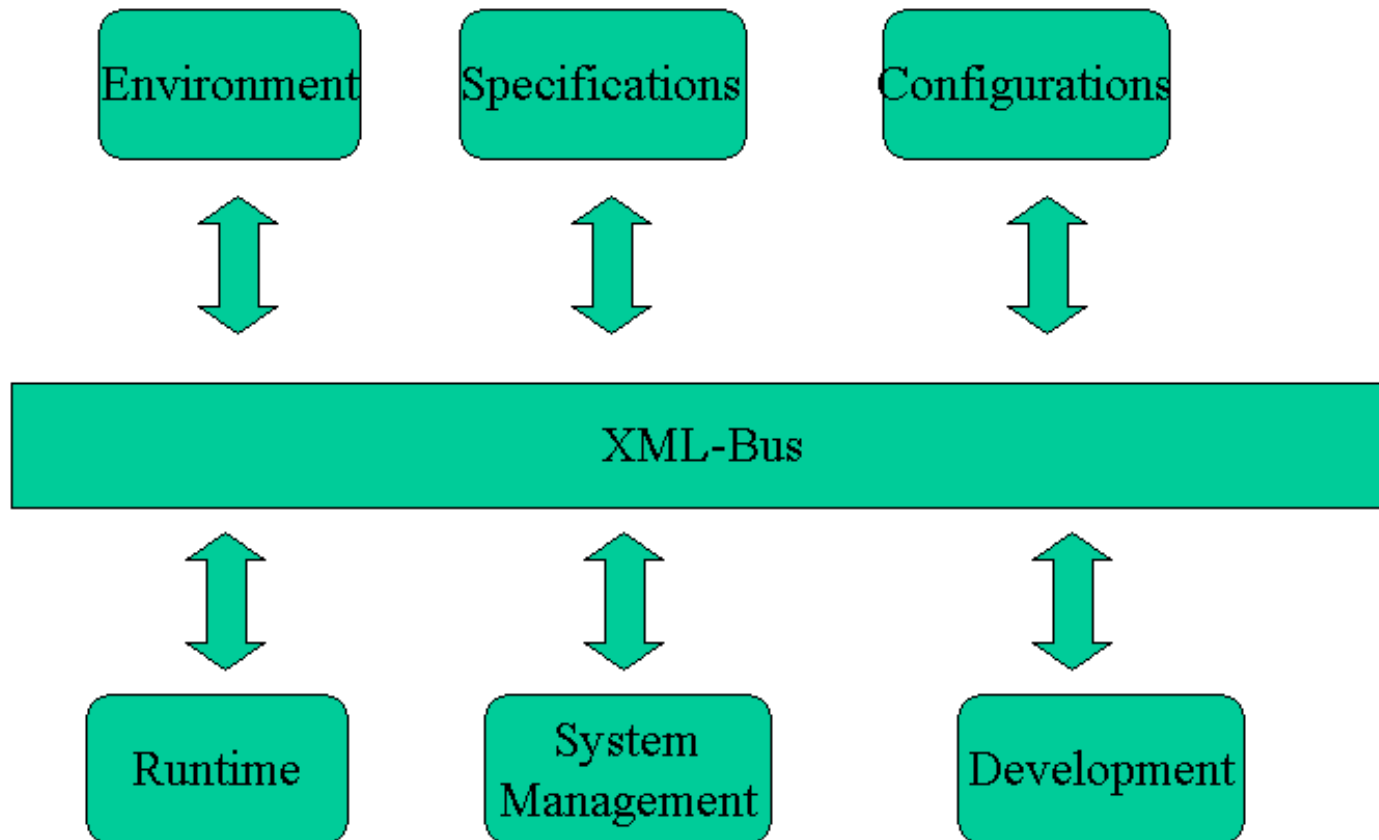 Environment
Specifications
Configurations
XML-Bus
Runtime
System
Management
Development